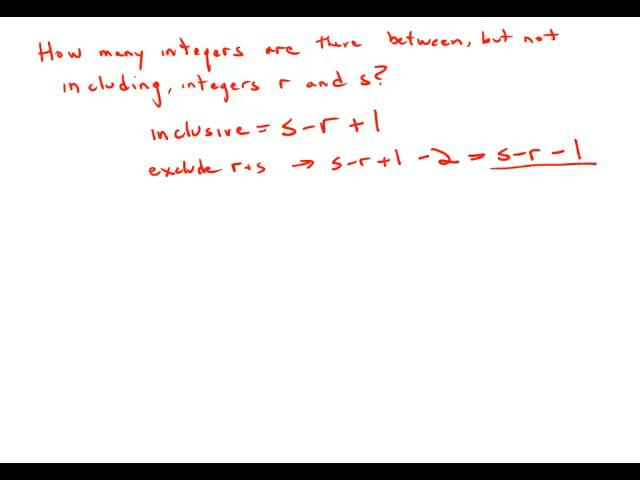 How many integers are there between, but not
including, integers r and s?
inclusive = s-r+1
exclude r+s → s-r+1 -2 = s-r-1